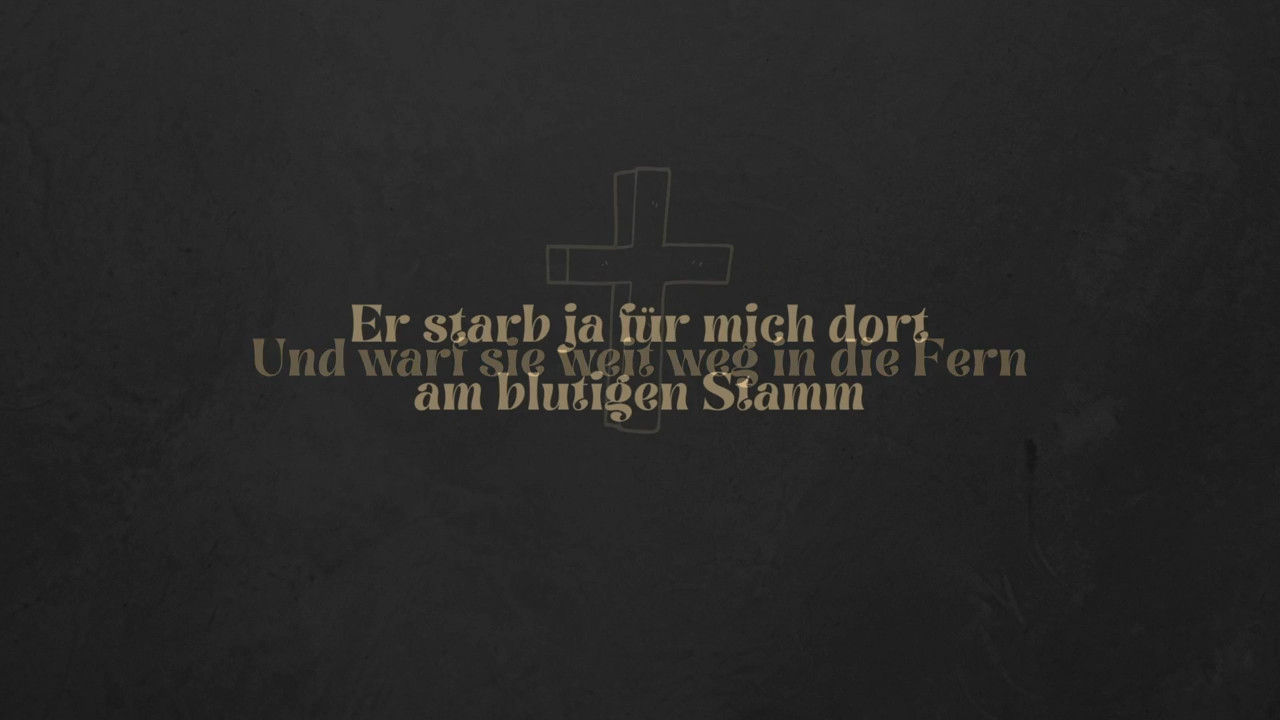 Er starb ja für mich dort
Und warf sie weit weg in die Fern
am blutigen Stamm